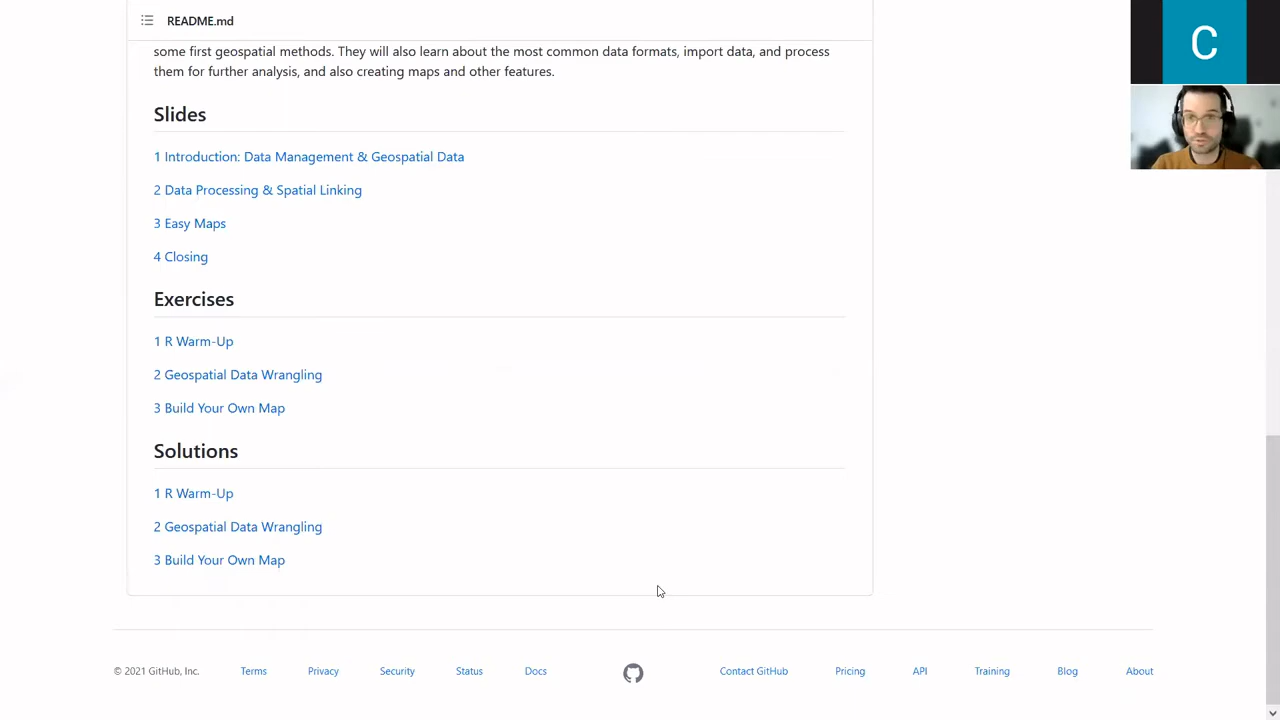 README.md
C
some first geospatial methods. They will also learn about the most common data formats, import data, and process
them for further analysis, and also creating maps and other features.
Slides
1 Introduction: Data Management & Geospatial Data
2 Data Processing & Spatial Linking
3 Easy Maps
4 Closing
Exercises
1 R Warm-Up
2 Geospatial Data Wrangling
3 Build Your Own Map
Solutions
1 R Warm-Up
2 Geospatial Data Wrangling
3 Build Your Own Map
© 2021 GitHub, Inc. Terms Privacy Security Status Docs Contact GitHub Pricing API Training Blog About